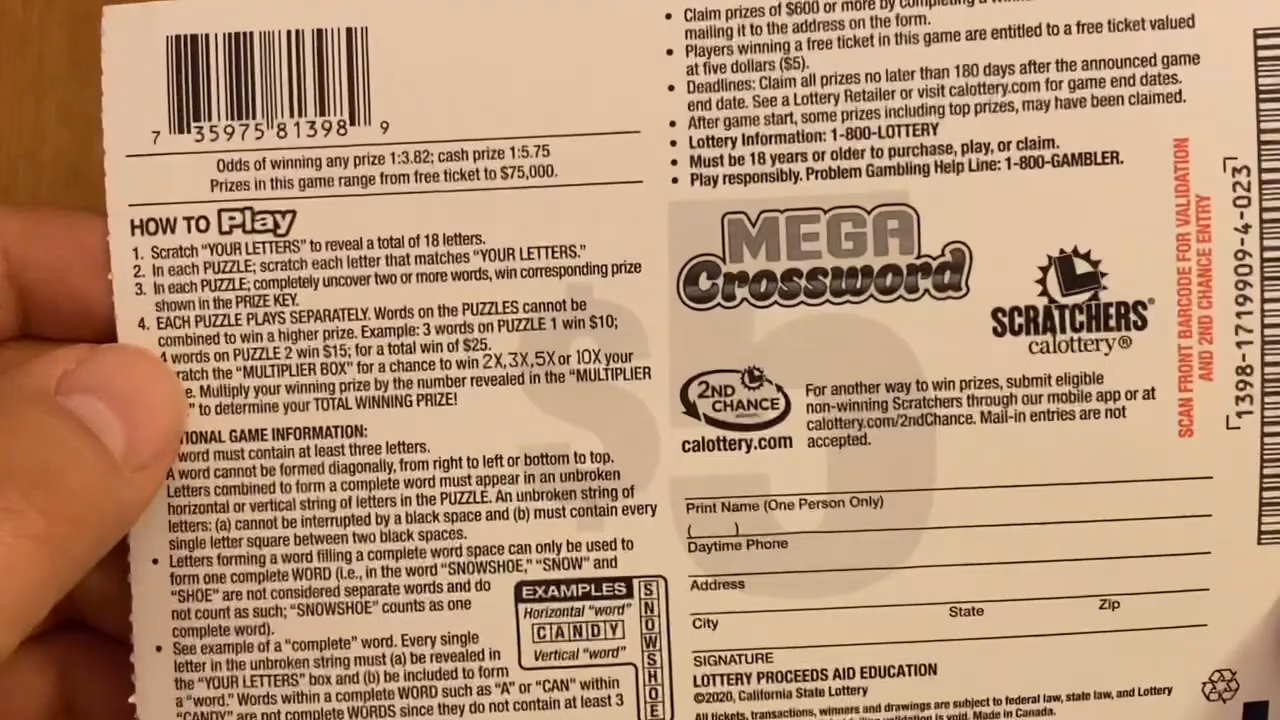 7 35975 81398 9
Odds of winning any prize 1:3.82; cash prize 1:5.75
Prizes in this game range from free ticket to $75,000.
HOW TO Play
1. Scratch "YOUR LETTERS" to reveal a total of 18 letters.
2. In each PUZZLE; scratch each letter that matches "YOUR LETTERS."
3. In each PUZZLE; completely uncover two or more words, win corresponding prize
shown in the PRIZE KEY.
4. EACH PUZZLE PLAYS SEPARATELY. Words on the PUZZLES cannot be
combined to win a higher prize. Example: 3 words on PUZZLE 1 win $10;
4 words on PUZZLE 2 win $15; for a total win of $25.
ratch the "MULTIPLIER BOX" for a chance to win 2X, 3X, 5X or 10X your
e. Multiply your winning prize by the number revealed in the "MULTIPLIER
" to determine your TOTAL WINNING PRIZE!
IONAL GAME INFORMATION:
word must contain at least three letters.
A word cannot be formed diagonally, from right to left or bottom to top.
Letters combined to form a complete word must appear in an unbroken
horizontal or vertical string of letters in the PUZZLE. An unbroken string of
letters: (a) cannot be interrupted by a black space and (b) must contain every
single letter square between two black spaces.
• Letters forming a word filling a complete word space can only be used to
form one complete WORD (i.e., in the word "SNOWSHOE," "SNOW" and
"SHOE" are not considered separate words and do
not count as such; "SNOWSHOE" counts as one
complete word).
• See example of a "complete" word. Every single
letter in the unbroken string must (a) be revealed in
the "YOUR LETTERS" box and (b) be included to form
a "word." Words within a complete WORD such as "A" or "CAN" within
"CANDY" are not complete WORDS since they do not contain at least 3
EXAMPLES
Horizontal "word"
CANDY
Vertical "word"
SNOWSHOE
• Claim prizes of $600 or more by completing a
mailing it to the address on the form.
• Players winning a free ticket in this game are entitled to a free ticket valued
at five dollars ($5).
• Deadlines: Claim all prizes no later than 180 days after the announced game
end date. See a Lottery Retailer or visit calottery.com for game end dates.
• After game start, some prizes including top prizes, may have been claimed.
• Lottery Information: 1-800-LOTTERY
• Must be 18 years or older to purchase, play, or claim.
• Play responsibly. Problem Gambling Help Line: 1-800-GAMBLER.
$5
MEGA
Crossword
SCRATCHERS®
calottery®
2ND
CHANCE
calottery.com
For another way to win prizes, submit eligible
non-winning Scratchers through our mobile app or at
calottery.com/2ndChance. Mail-in entries are not
accepted.
Print Name (One Person Only)
( )
Daytime Phone
Address
City State Zip
SIGNATURE
LOTTERY PROCEEDS AID EDUCATION
©2020, California State Lottery
All tickets, transactions, winners and drawings are subject to federal law, state law, and Lottery
validation is void. Made in Canada.
SCAN FRONT BARCODE FOR VALIDATION
AND 2ND CHANCE ENTRY
1398-1719909-4-023